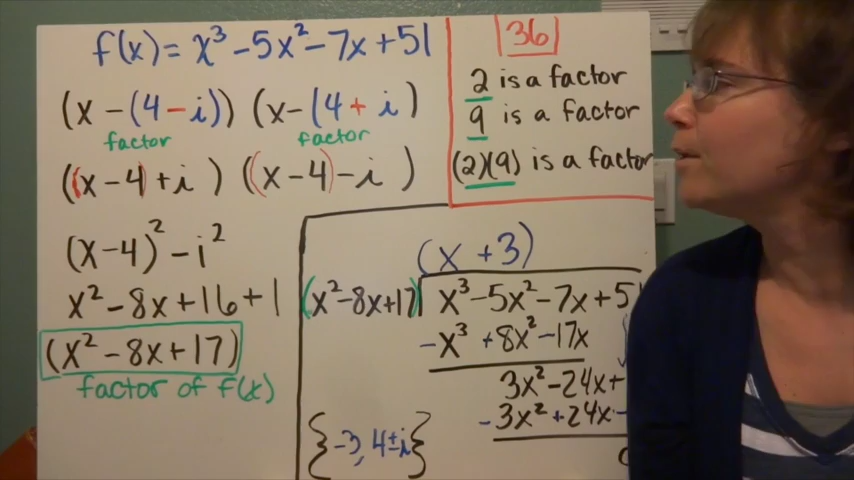 f(x) = x³ - 5x² - 7x + 51
(x - (4 - i)) (x - (4 + i)
factor factor
((x - 4) + i ) ((x - 4) - i )
(x - 4)² - i²
x² - 8x + 16 + 1
(x² - 8x + 17)
factor of f(x)
36
2 is a factor
9 is a factor
(2)(9) is a factor
(x + 3)
(x² - 8x + 17) x³ - 5x² - 7x + 51
- x³ + 8x² - 17x
3x² - 24x +
- 3x² + 24x -
0
{-3, 4 ± i}